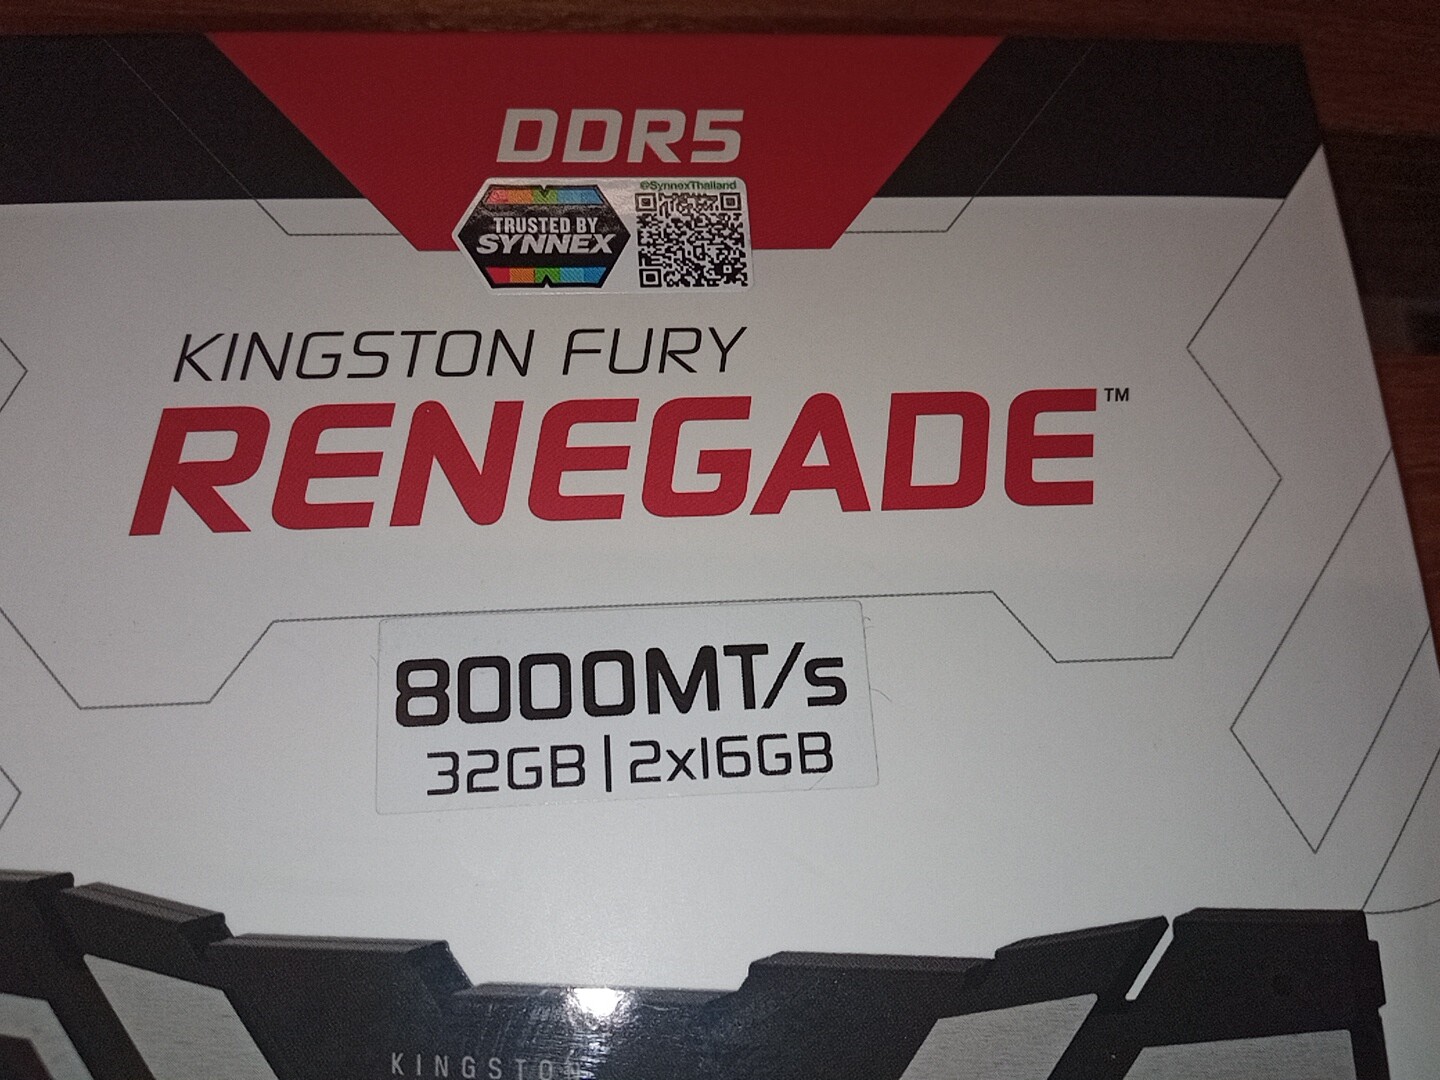 DDR5
@SynnexThailand
TRUSTED BY
SYNNEX
KINGSTON FURY
RENEGADE™
8000MT/s
32GB | 2x16GB
KINGSTON